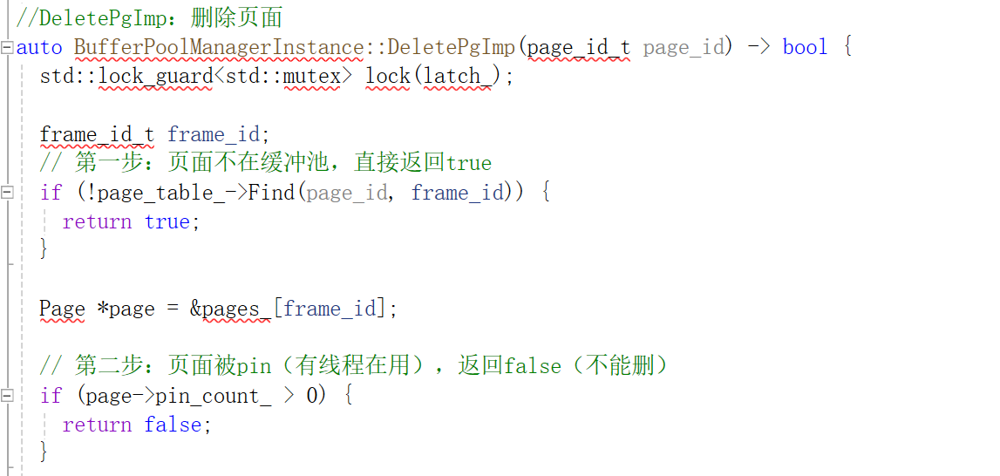 //DeletePgImp: 删除页面
auto BufferPoolManagerInstance::DeletePgImp(page_id_t page_id) -> bool {
std::lock_guard<std::mutex> lock(latch_);
frame_id_t frame_id;
// 第一步：页面不在缓冲池，直接返回true
if (!page_table_->Find(page_id, frame_id)) {
return true;
}
Page *page = &pages_[frame_id];
// 第二步：页面被pin（有线程在用），返回false（不能删）
if (page->pin_count_ > 0) {
return false;
}